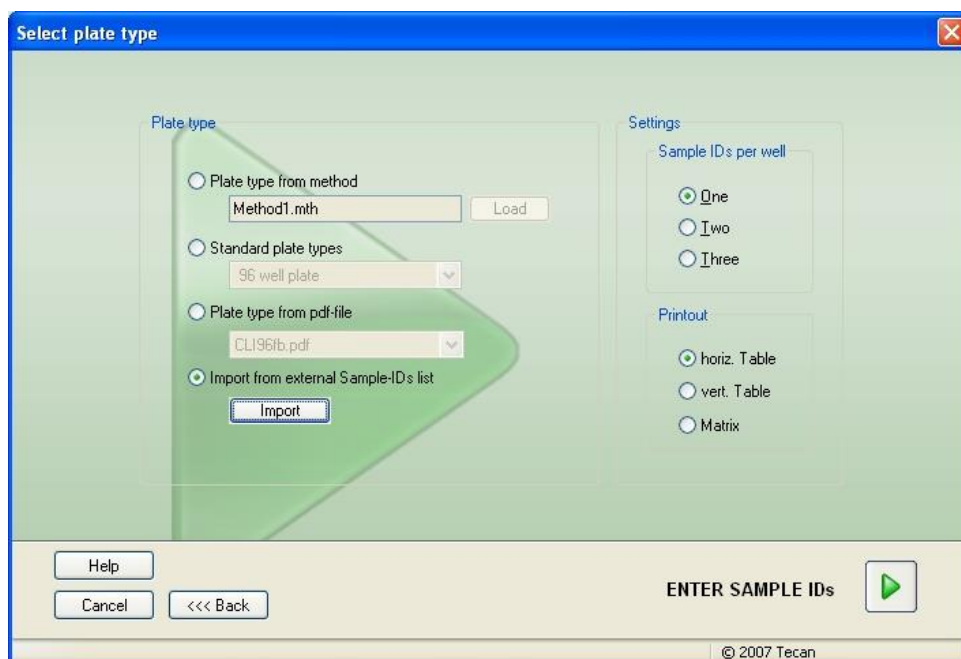 Select plate type
Plate type
Plate type from method
Method1.mth
Load
Standard plate types
96 well plate
Plate type from pdf-file
CLI96fb.pdf
Import from external Sample-IDs list
Import
Settings
Sample IDs per well
One
Two
Three
Printout
horiz. Table
vert. Table
Matrix
Help
Cancel
<<< Back
ENTER SAMPLE IDs
© 2007 Tecan